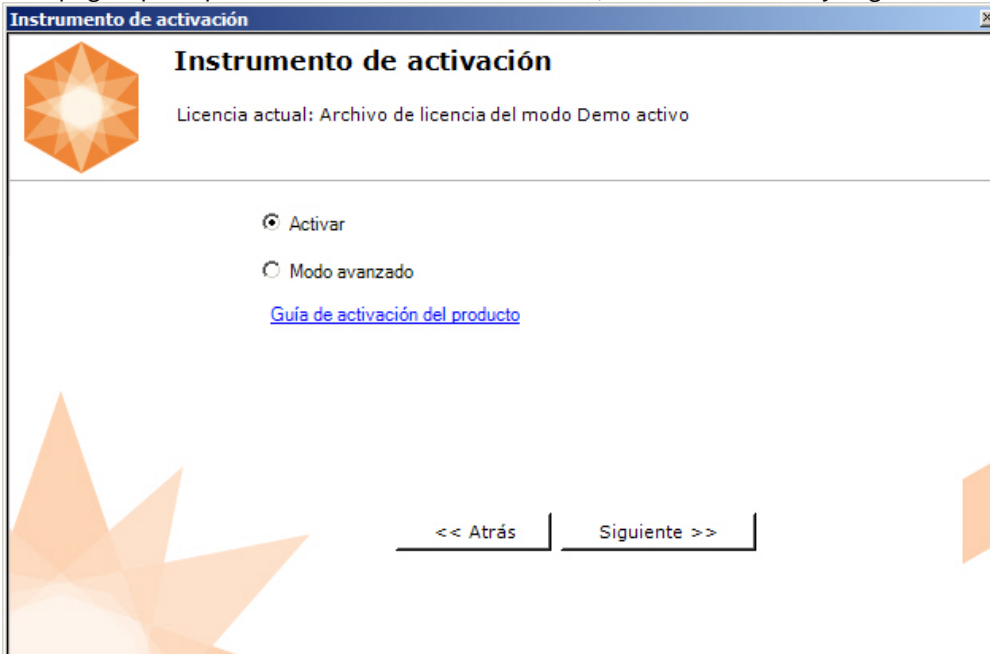 Instrumento de activación
Instrumento de activación
Licencia actual: Archivo de licencia del modo Demo activo
Activar
Modo avanzado
Guía de activación del producto
<< Atrás Siguiente >>